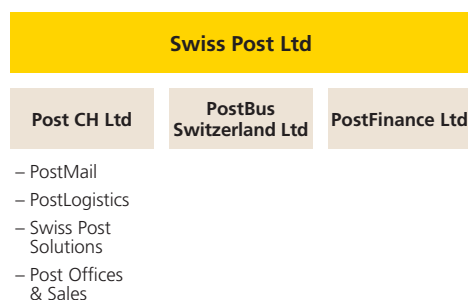 Swiss Post Ltd
Post CH Ltd
PostBus
Switzerland Ltd
PostFinance Ltd
– PostMail
– PostLogistics
– Swiss Post
Solutions
– Post Offices
& Sales